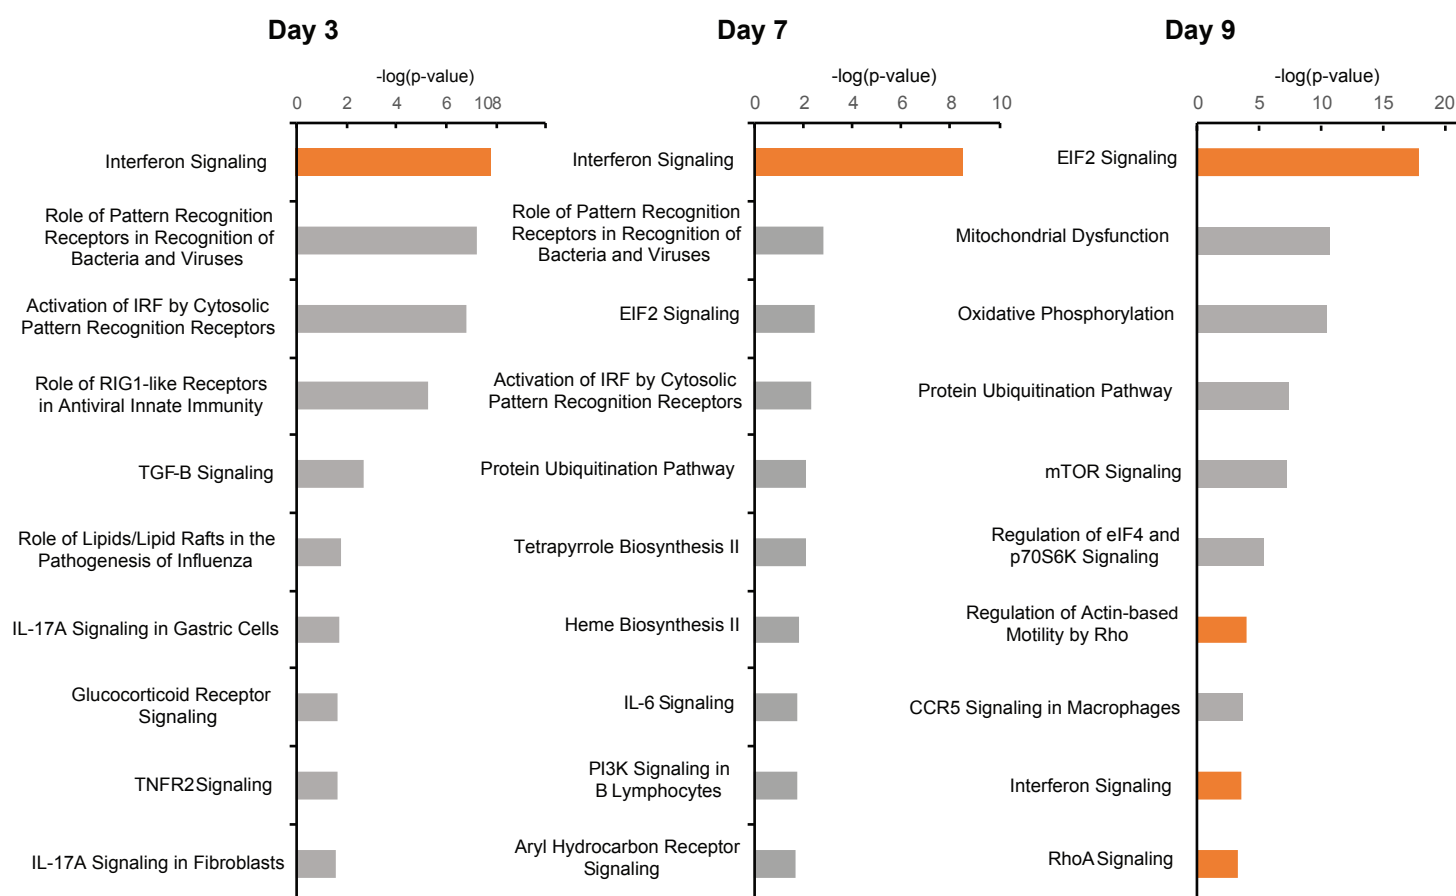 Day 3
-log(p-value)
0 2 4 6 108
Interferon Signaling
Role of Pattern Recognition
Receptors in Recognition of
Bacteria and Viruses
Activation of IRF by Cytosolic
Pattern Recognition Receptors
Role of RIG1-like Receptors
in Antiviral Innate Immunity
TGF-B Signaling
Role of Lipids/Lipid Rafts in the
Pathogenesis of Influenza
IL-17A Signaling in Gastric Cells
Glucocorticoid Receptor
Signaling
TNFR2 Signaling
IL-17A Signaling in Fibroblasts
Day 7
-log(p-value)
0 2 4 6 8 10
Interferon Signaling
Role of Pattern Recognition
Receptors in Recognition of
Bacteria and Viruses
EIF2 Signaling
Activation of IRF by Cytosolic
Pattern Recognition Receptors
Protein Ubiquitination Pathway
Tetrapyrrole Biosynthesis II
Heme Biosynthesis II
IL-6 Signaling
PI3K Signaling in
B Lymphocytes
Aryl Hydrocarbon Receptor
Signaling
Day 9
-log(p-value)
0 5 10 15 20
EIF2 Signaling
Mitochondrial Dysfunction
Oxidative Phosphorylation
Protein Ubiquitination Pathway
mTOR Signaling
Regulation of eIF4 and
p70S6K Signaling
Regulation of Actin-based
Motility by Rho
CCR5 Signaling in Macrophages
Interferon Signaling
RhoA Signaling